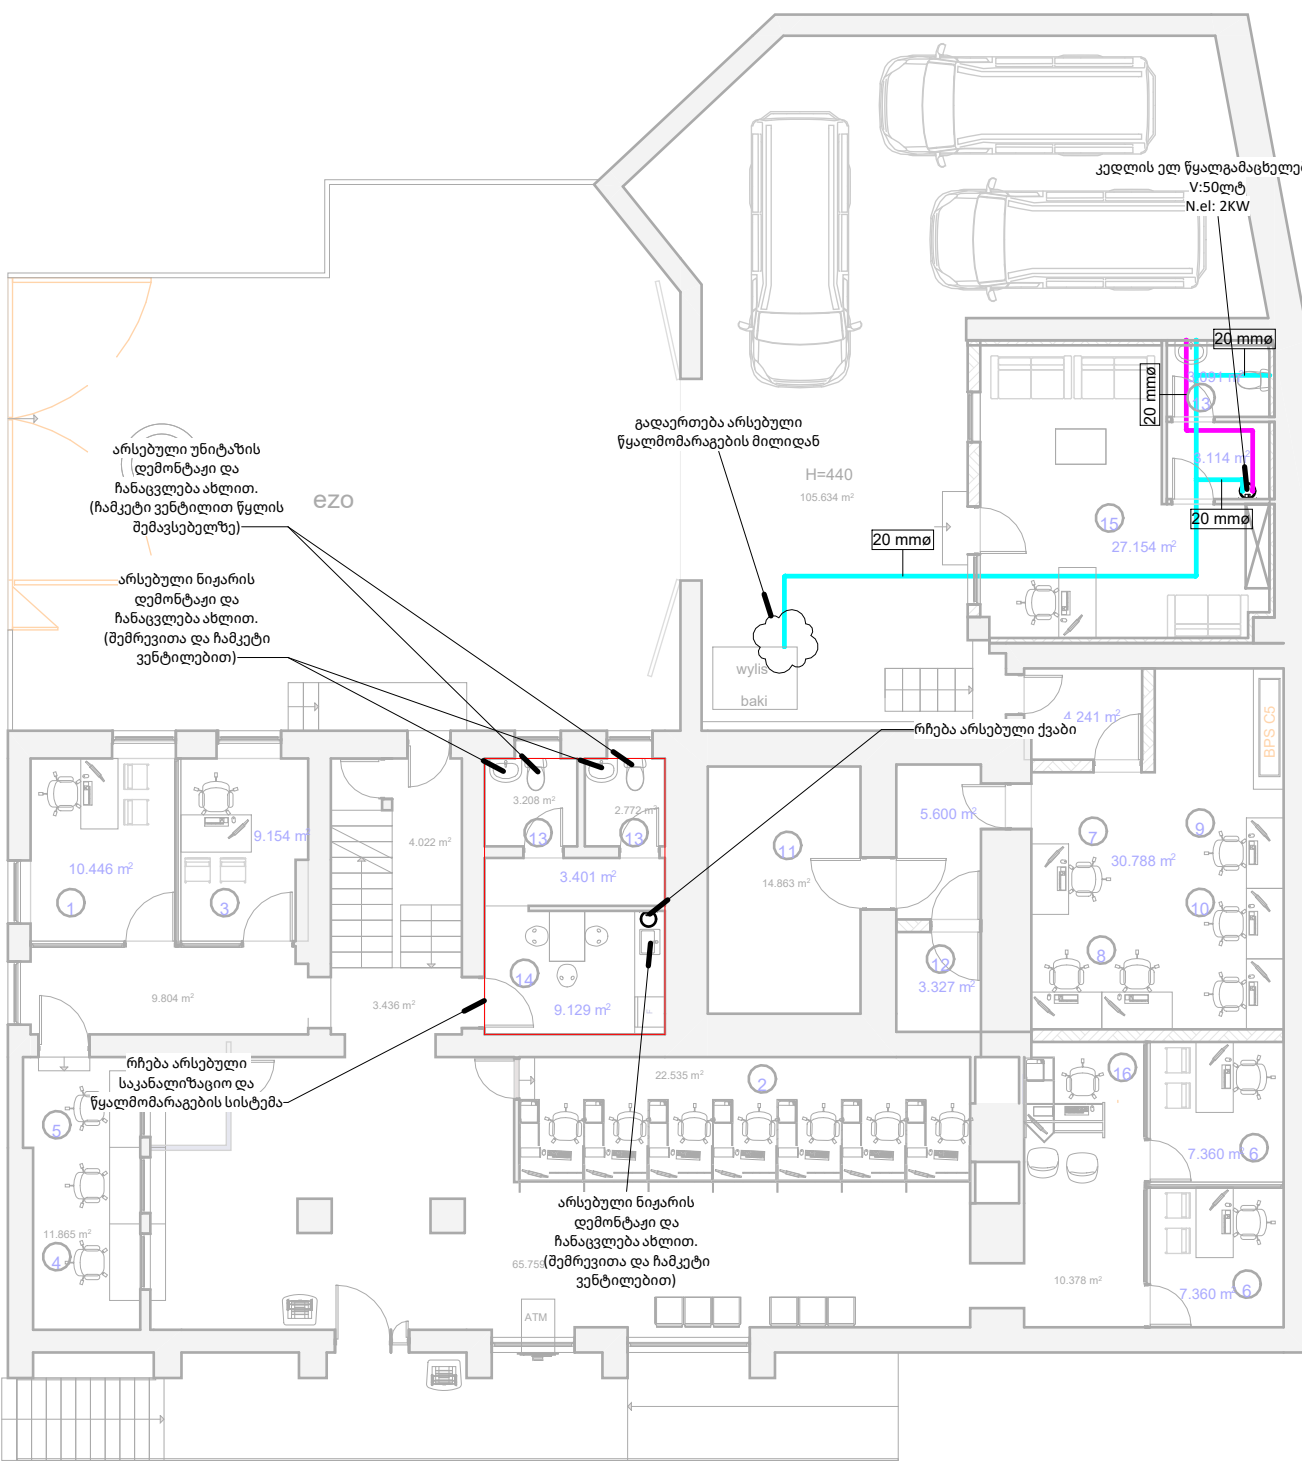 კედლის ელ წყალგამაცხელე
V:50ლტ
N.el: 2KW
20 mmø
20 mmø
13
3.114 m²
20 mmø
15
27.154 m²
20 mmø
გადაერთება არსებული
წყალმომარაგების მილიდან
H=440
105.634 m²
ezo
არსებული უნიტაზის
დემონტაჟი და
ჩანაცვლება ახლით.
(ჩამკეტი ვენტილით წყლის
შემავსებელზე)
არსებული ნიჟარის
დემონტაჟი და
ჩანაცვლება ახლით.
(შემრევითა და ჩამკეტი
ვენტილებით)
wylis
baki
4.241 m²
BPS C5
რჩება არსებული ქვაბი
10.446 m²
1
9.154 m²
3
4.022 m²
3.208 m²
13
2.772 m²
13
3.401 m²
11
14.863 m²
5.600 m²
7
30.788 m²
9
10
8
12
3.327 m²
14
9.129 m²
9.804 m²
3.436 m²
რჩება არსებული
საკანალიზაციო და
წყალმომარაგების სისტემა
22.535 m²
2
16
7.360 m²
6
7.360 m²
6
5
11.865 m²
4
არსებული ნიჟარის
დემონტაჟი და
ჩანაცვლება ახლით.
(შემრევითა და ჩამკეტი
ვენტილებით)
65.759
10.378 m²
ATM